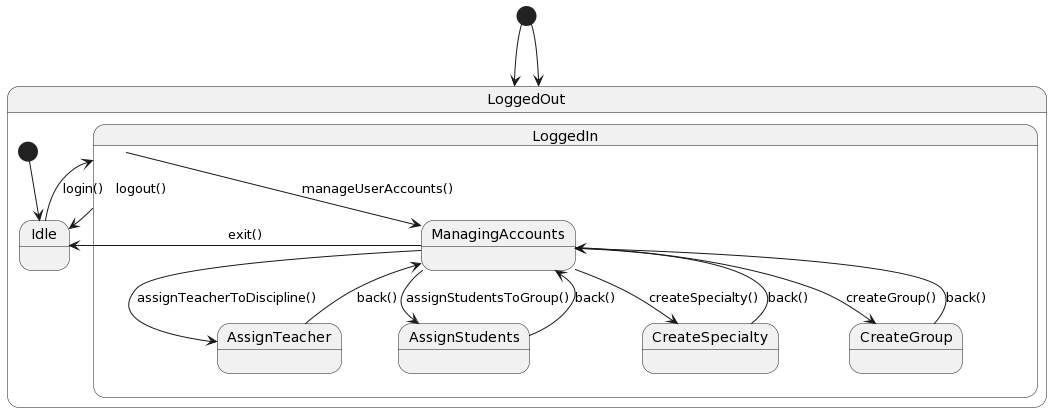 LoggedOut
LoggedIn
login()
logout()
manageUserAccounts()
Idle
exit()
ManagingAccounts
assignTeacherToDiscipline()
back()
assignStudentsToGroup()
back()
createSpecialty()
back()
createGroup()
back()
AssignTeacher
AssignStudents
CreateSpecialty
CreateGroup